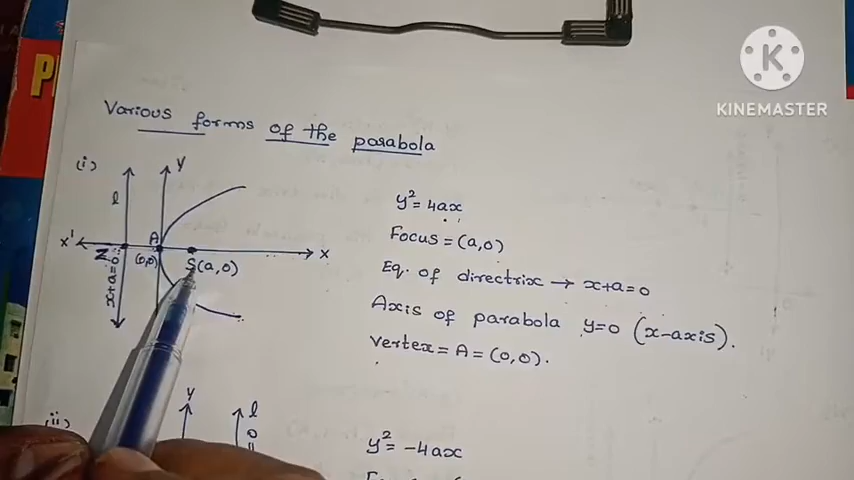 K
KINEMASTER
P
Various forms of the parabola
(i)
l
Y
y² = 4ax
Focus = (a,0)
A
x'
x
Z
(0,0)
S(a,0)
x+a=0
Eq. of directrix → x+a=0
Axis of parabola y=0 (x-axis).
vertex = A = (0,0).
(ii)
Y
l
y² = -4ax